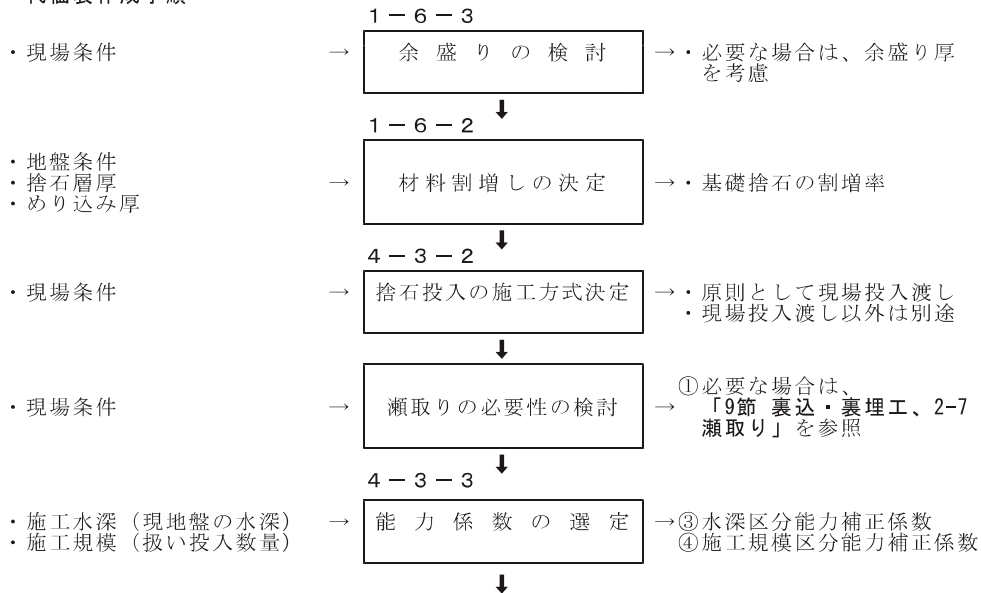 代価表作成手順
1－6－3
・現場条件 → 余盛りの検討 →・必要な場合は、余盛り厚
を考慮
1－6－2
・地盤条件
・捨石層厚 → 材料割増しの決定 →・基礎捨石の割増率
・めり込み厚
4－3－2
・現場条件 → 捨石投入の施工方式決定 →・原則として現場投入渡し
・現場投入渡し以外は別途
①必要な場合は、
・現場条件 → 瀬取りの必要性の検討 → 「9節 裏込・裏埋工、2-7
瀬取り」を参照
4－3－3
・施工水深（現地盤の水深） → 能力係数の選定 →③水深区分能力補正係数
・施工規模（扱い投入数量） ④施工規模区分能力補正係数